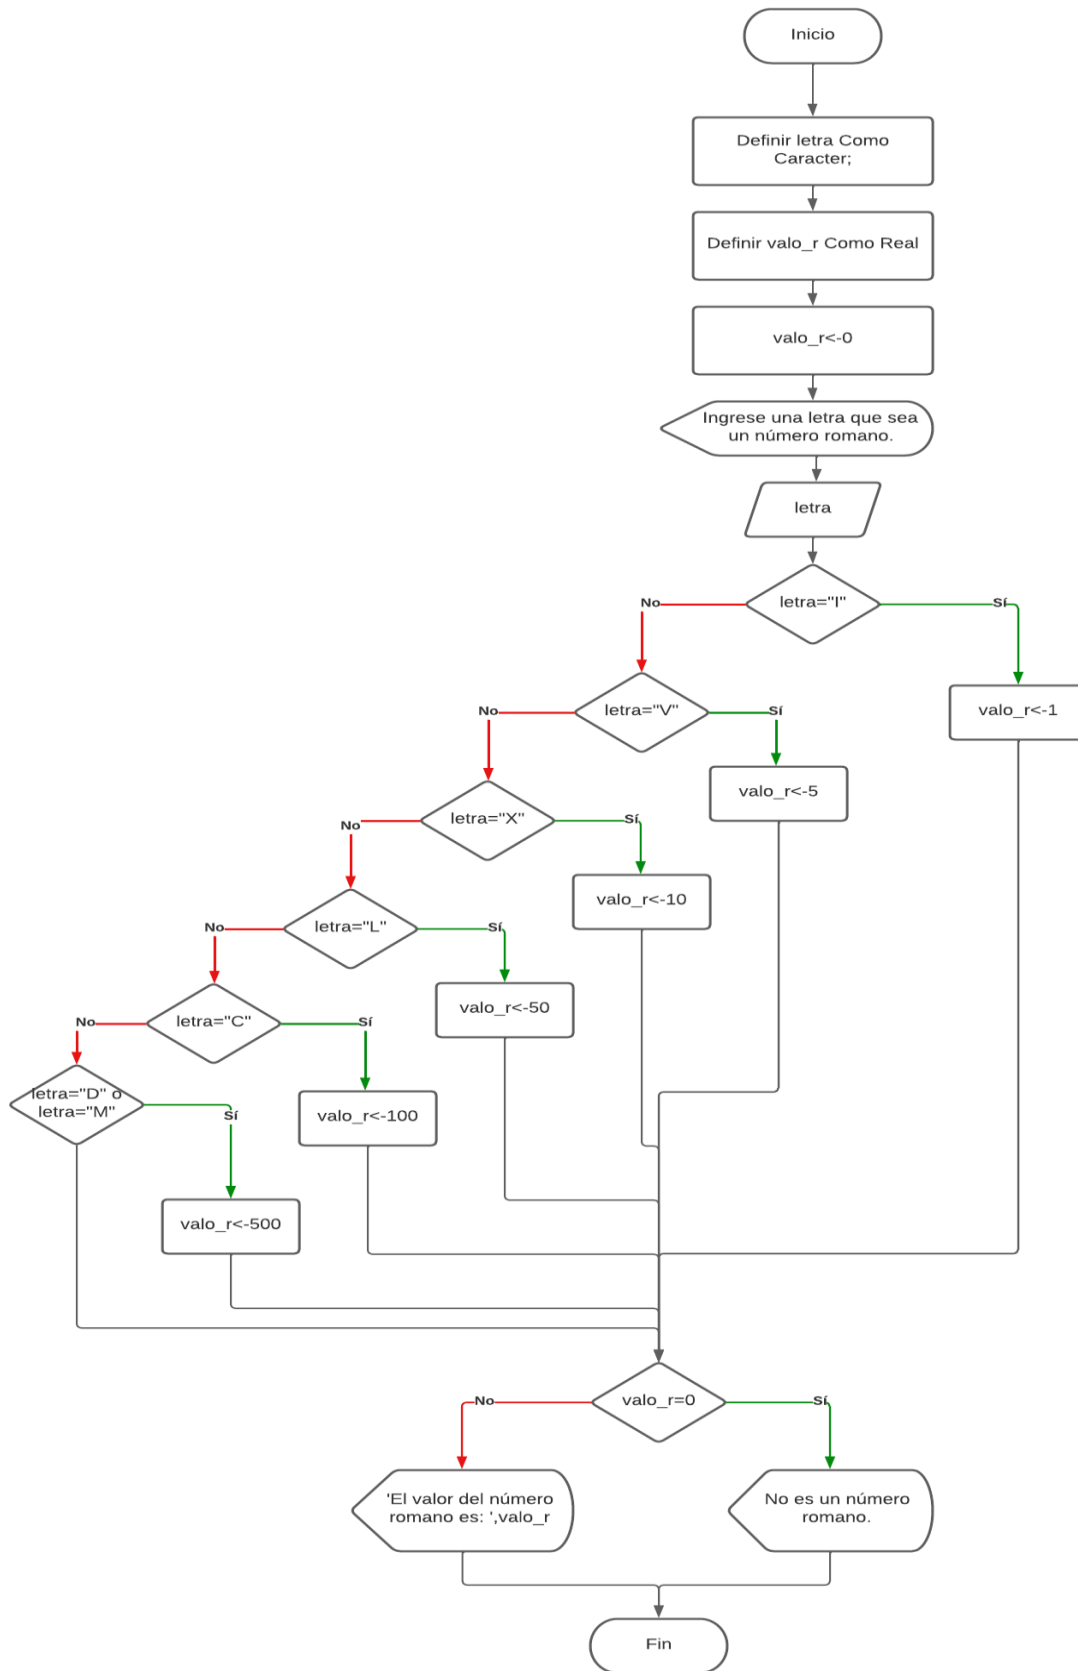 Inicio
Definir letra Como
Caracter;
Definir valo_r Como Real
valo_r<-0
Ingrese una letra que sea
un número romano.
letra
letra="I"
No
Sí
letra="V"
No
Sí
valo_r<-1
valo_r<-5
letra="X"
No
Sí
valo_r<-10
letra="L"
No
Sí
valo_r<-50
letra="C"
No
Sí
letra="D" o
letra="M"
Sí
valo_r<-100
valo_r<-500
valo_r=0
No
Sí
'El valor del número
romano es: ',valo_r
No es un número
romano.
Fin